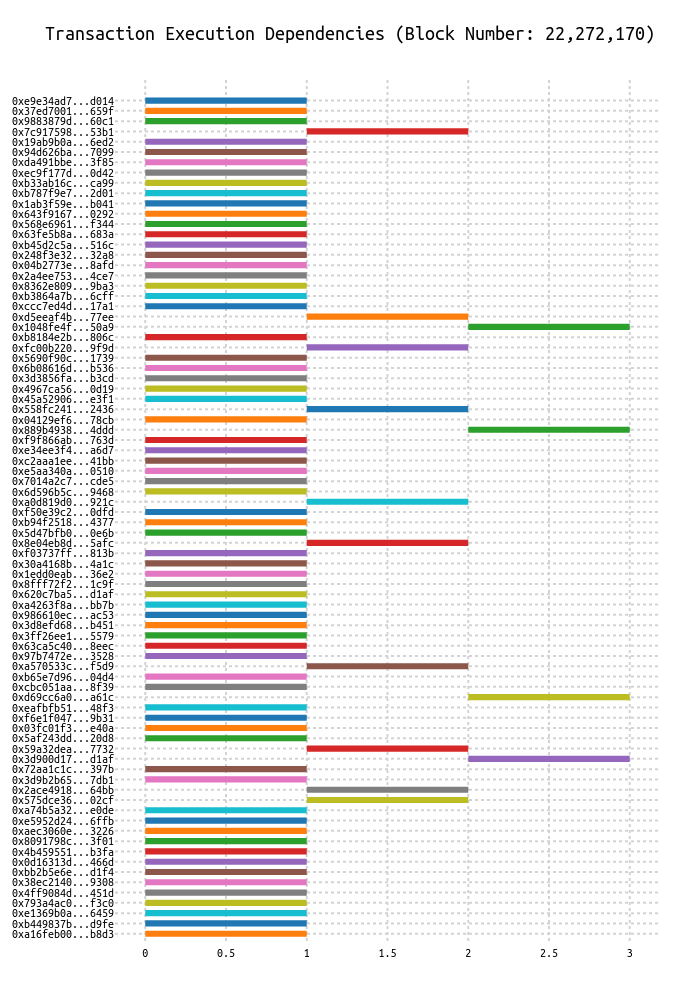 Transaction Execution Dependencies (Block Number: 22,272,170)
0xe9e34ad7...d014
0x37ed7001...659f
0x9883879d...60c1
0x7c917598...53b1
0x19ab9b0a...6ed2
0x94d626ba...7099
0xda491bbe...3f85
0xec9f177d...0d42
0xb33ab16c...ca99
0xb787f9e7...2d01
0x1ab3f59e...b041
0x643f9167...0292
0x568e6961...f344
0x63fe5b8a...683a
0xb45d2c5a...516c
0x248f3e32...32a8
0x04b2773e...8afd
0x2a4ee753...4ce7
0x8362e809...9ba3
0xb3864a7b...6cff
0xccc7ed4d...17a1
0xd5eeaf4b...77ee
0x1048fe4f...50a9
0xb8184e2b...806c
0xfc00b220...9f9d
0x5690f90c...1739
0x6b08616d...b536
0x3d3856fa...b3cd
0x4967ca56...0d19
0x45a52906...e3f1
0x558fc241...2436
0x04129ef6...78cb
0x889b4938...4ddd
0xf9f866ab...763d
0xe34ee3f4...a6d7
0xc2aaa1ee...41bb
0xe5aa340a...0510
0x7014a2c7...cde5
0x6d596b5c...9468
0xa0d819d0...921c
0xf50e39c2...0dfd
0xb94f2518...4377
0x5d47bfb0...0e6b
0x8e04eb8d...5afc
0xf03737ff...813b
0x30a4168b...4a1c
0x1edd0eab...36e2
0x8fff72f2...1c9f
0x620c7ba5...d1af
0xa4263f8a...bb7b
0x986610ec...ac53
0x3d8efd68...b451
0x3ff26ee1...5579
0x63ca5c40...8eec
0x97b7472e...3528
0xa570533c...f5d9
0xb65e7d96...04d4
0xcbc051aa...8f39
0xd69cc6a0...a61c
0xeafbfb51...48f3
0xf6e1f047...9b31
0x03fc01f3...e40a
0x5af243dd...20d8
0x59a32dea...7732
0x3d900d17...d1af
0x72aa1c1c...397b
0x3d9b2b65...7db1
0x2ace4918...64bb
0x575dce36...02cf
0xa74b5a32...e0de
0xe5952d24...6ffb
0xaec3060e...3226
0x8091798c...3f01
0x4b459551...b3fa
0x0d16313d...466d
0xbb2b5e6e...d1f4
0x38ec2140...9308
0x4ff9084d...451d
0x793a4ac0...f3c0
0xe1369b0a...6459
0xb449837b...d9fe
0xa16feb00...b8d3
0 0.5 1 1.5 2 2.5 3